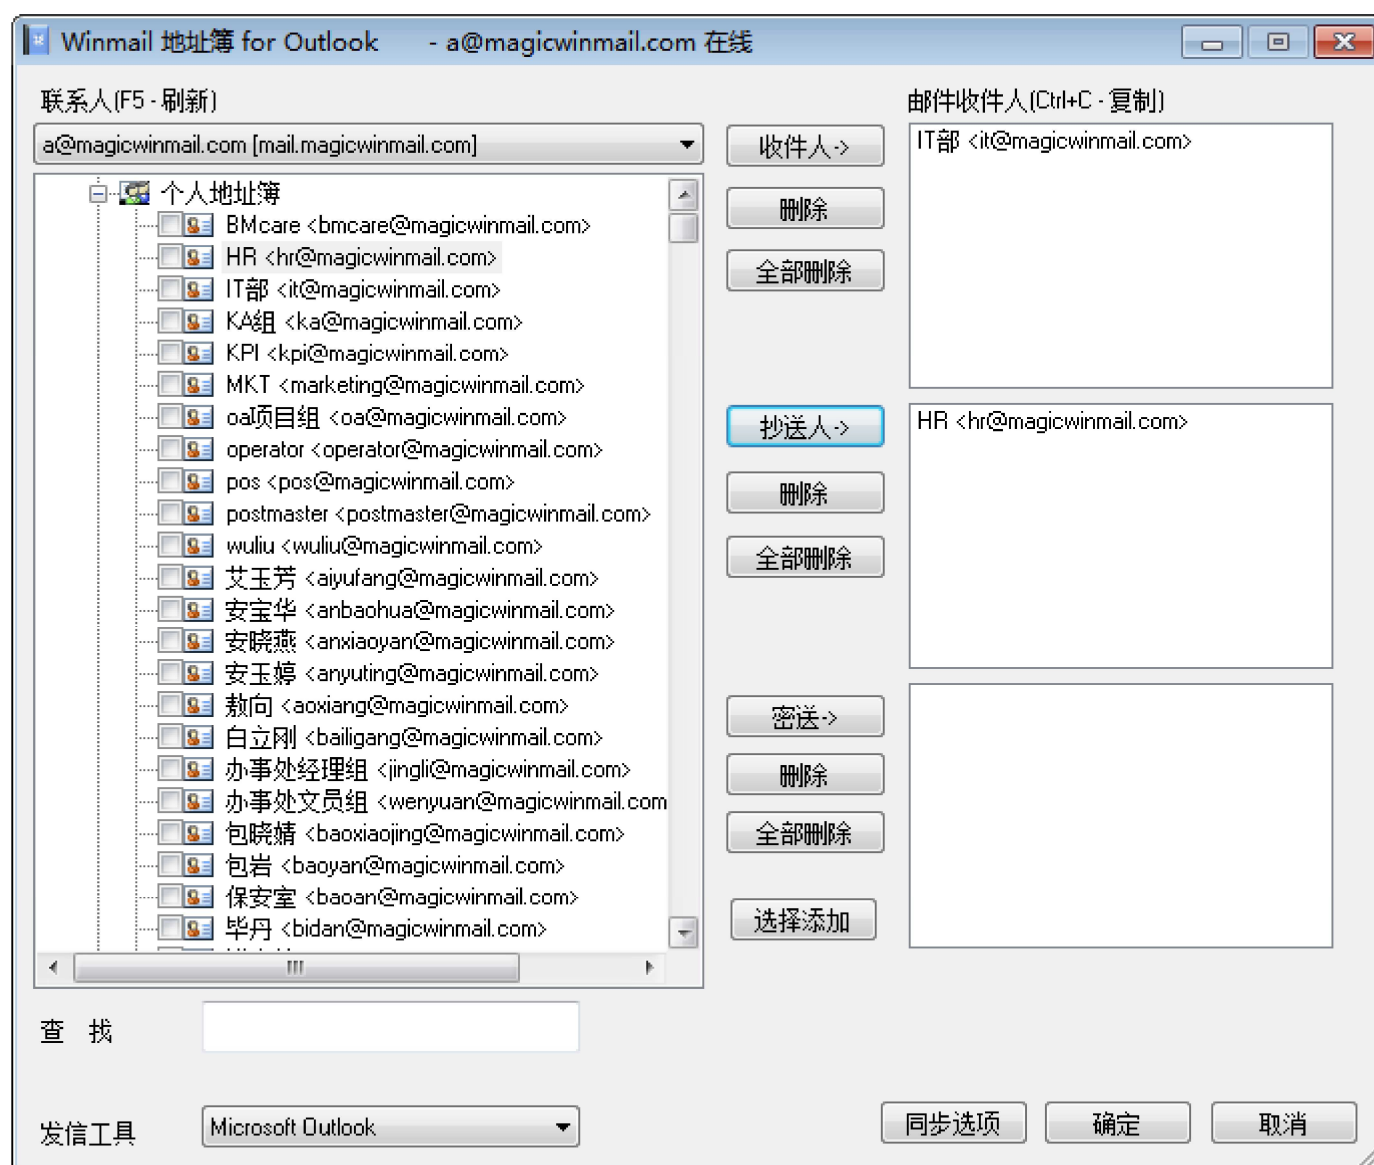 Winmail 地址簿 for Outlook - a@magicwinmail.com 在线
联系人(F5 - 刷新)
邮件收件人(Ctrl+C - 复制)
a@magicwinmail.com [mail.magicwinmail.com]
收件人->
IT部 <it@magicwinmail.com>
删除
全部删除
个人地址簿
BMcare <bmcare@magicwinmail.com>
HR <hr@magicwinmail.com>
IT部 <it@magicwinmail.com>
KA组 <ka@magicwinmail.com>
KPI <kpi@magicwinmail.com>
MKT <marketing@magicwinmail.com>
oa项目组 <oa@magicwinmail.com>
operator <operator@magicwinmail.com>
pos <pos@magicwinmail.com>
postmaster <postmaster@magicwinmail.com>
wuliu <wuliu@magicwinmail.com>
艾玉芳 <aiyufang@magicwinmail.com>
安宝华 <anbaohua@magicwinmail.com>
安晓燕 <anxiaoyan@magicwinmail.com>
安玉婷 <anyuting@magicwinmail.com>
敖向 <aoxiang@magicwinmail.com>
白立刚 <bailigang@magicwinmail.com>
办事处经理组 <jingli@magicwinmail.com>
办事处文员组 <wenyuan@magicwinmail.com
包晓婧 <baoxiaojing@magicwinmail.com>
包岩 <baoyan@magicwinmail.com>
保安室 <baoan@magicwinmail.com>
毕丹 <bidan@magicwinmail.com>
抄送人->
HR <hr@magicwinmail.com>
删除
全部删除
密送->
删除
全部删除
选择添加
查 找
发信工具
Microsoft Outlook
同步选项
确定
取消